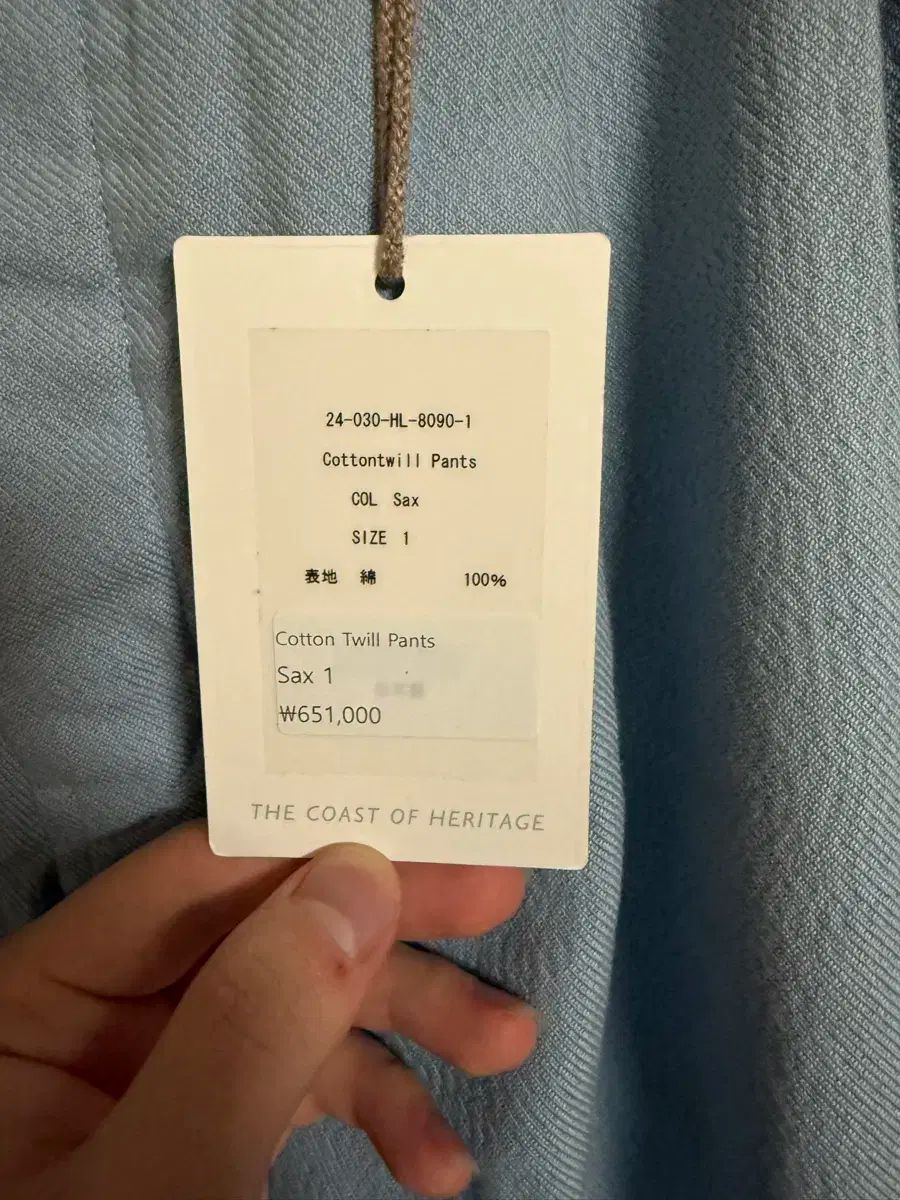 24-030-HL-8090-1
Cottontwill Pants
COL Sax
SIZE 1
表地 綿 100%
Cotton Twill Pants
Sax 1
₩651,000
THE COAST OF HERITAGE